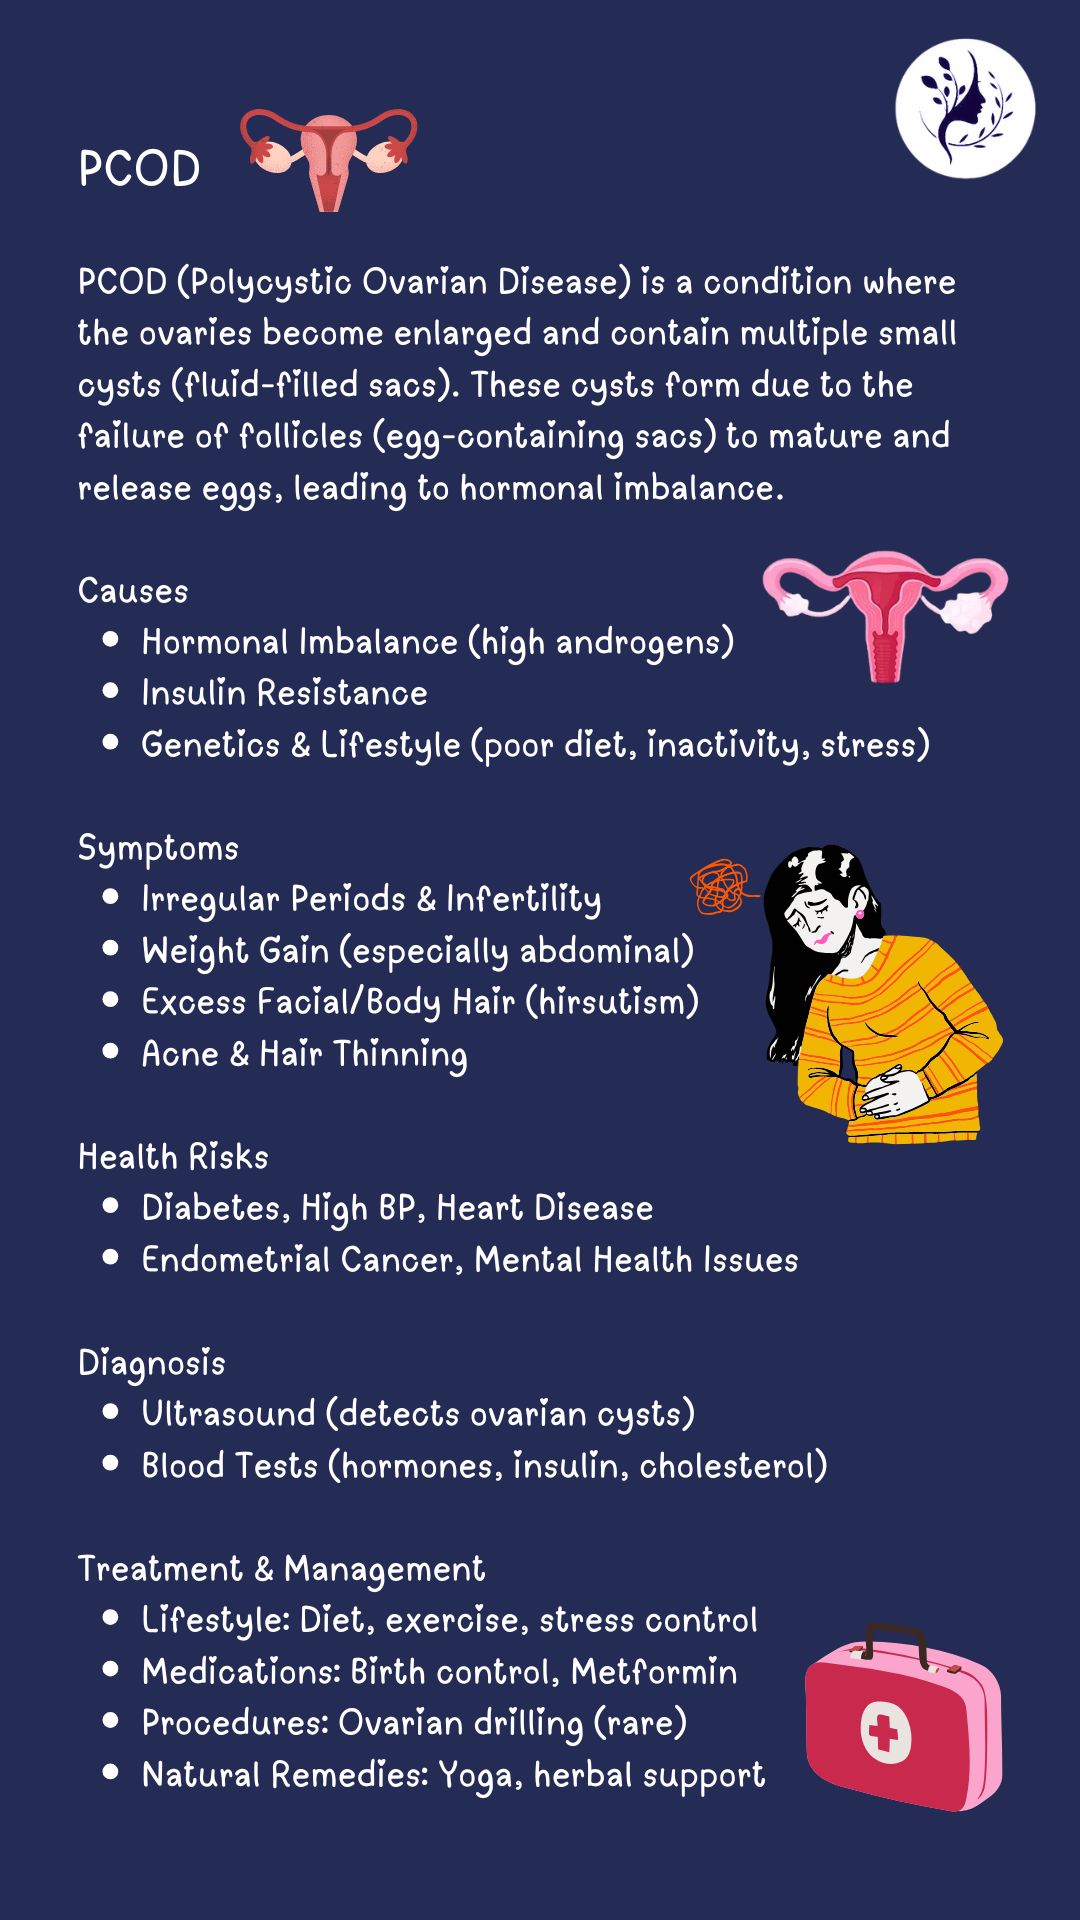 PCOD
PCOD (Polycystic Ovarian Disease) is a condition where
the ovaries become enlarged and contain multiple small
cysts (fluid-filled sacs). These cysts form due to the
failure of follicles (egg-containing sacs) to mature and
release eggs, leading to hormonal imbalance.
Causes
• Hormonal Imbalance (high androgens)
• Insulin Resistance
• Genetics & Lifestyle (poor diet, inactivity, stress)
Symptoms
• Irregular Periods & Infertility
• Weight Gain (especially abdominal)
• Excess Facial/Body Hair (hirsutism)
• Acne & Hair Thinning
Health Risks
• Diabetes, High BP, Heart Disease
• Endometrial Cancer, Mental Health Issues
Diagnosis
• Ultrasound (detects ovarian cysts)
• Blood Tests (hormones, insulin, cholesterol)
Treatment & Management
• Lifestyle: Diet, exercise, stress control
• Medications: Birth control, Metformin
• Procedures: Ovarian drilling (rare)
• Natural Remedies: Yoga, herbal support